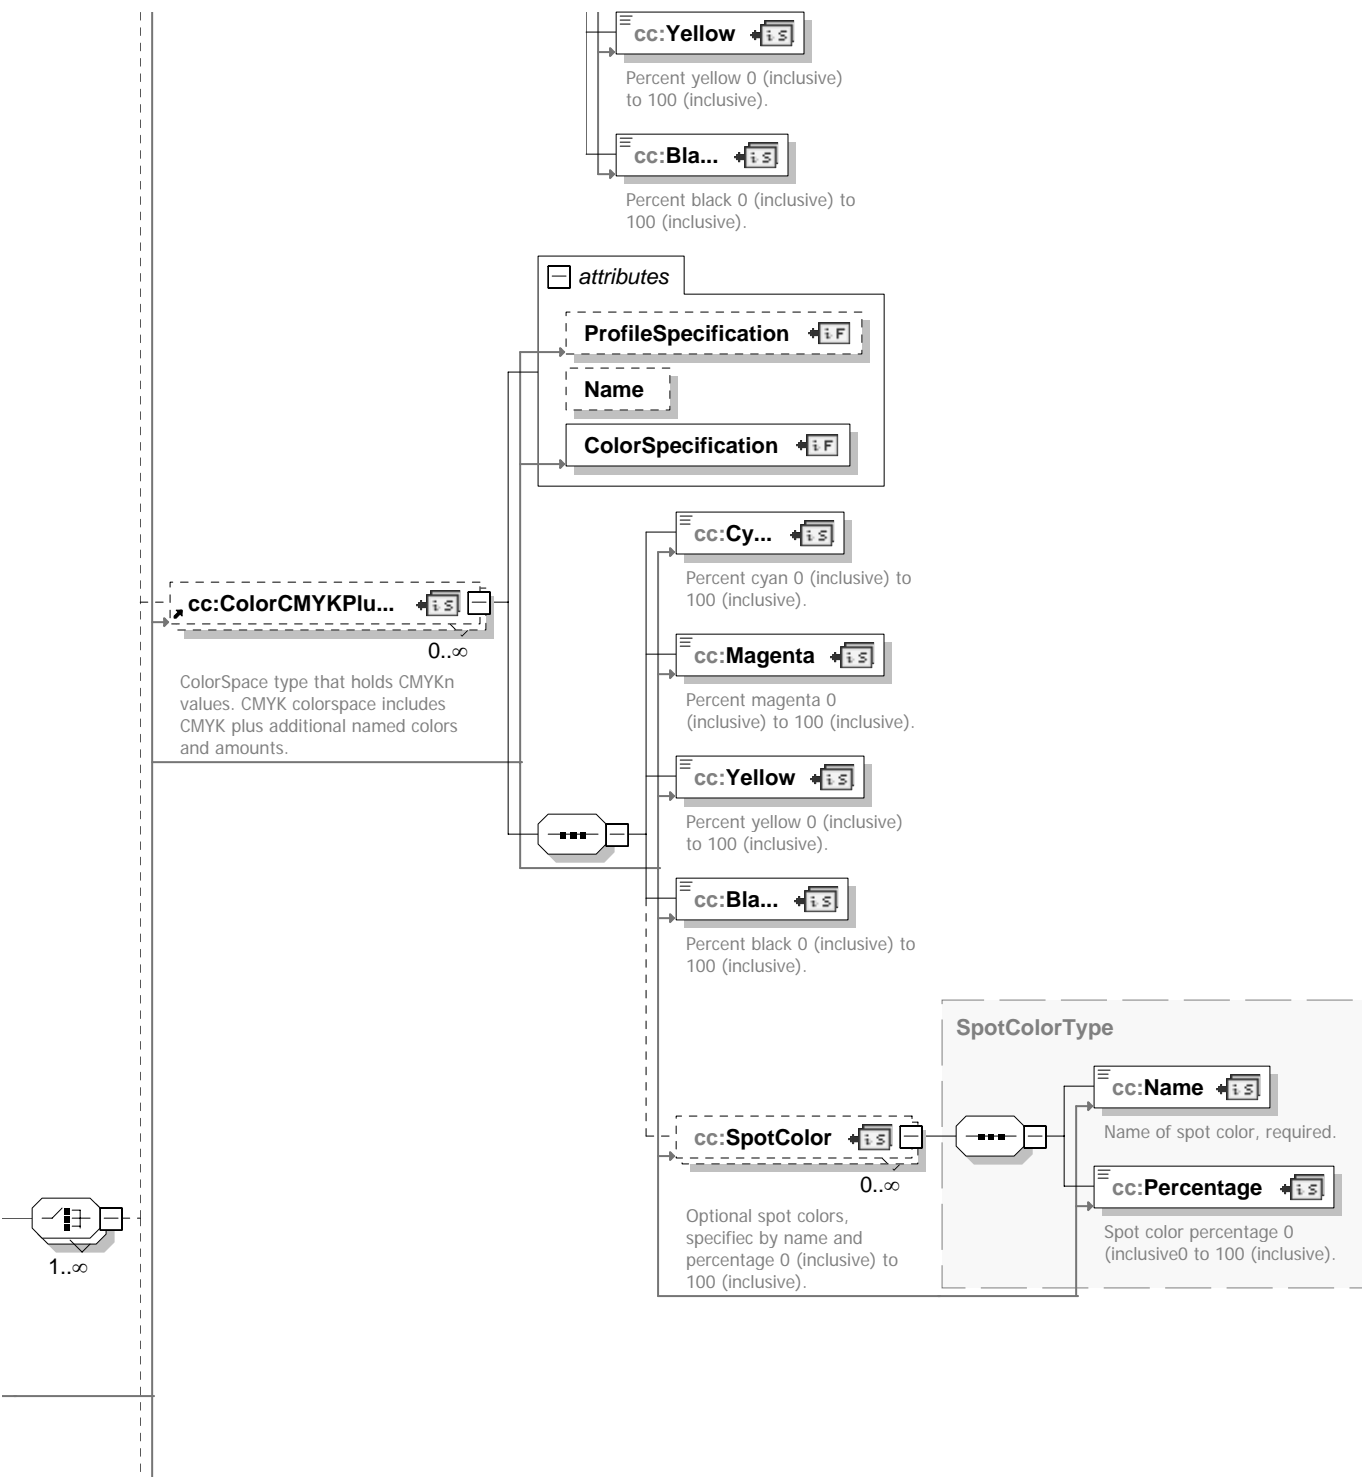 cc:Yellow
Percent yellow 0 (inclusive)
to 100 (inclusive).
cc:Bla...
Percent black 0 (inclusive) to
100 (inclusive).
attributes
ProfileSpecification
Name
ColorSpecification
cc:Cy...
Percent cyan 0 (inclusive) to
100 (inclusive).
cc:ColorCMYKPlu...
0..∞
ColorSpace type that holds CMYKn
values. CMYK colorspace includes
CMYK plus additional named colors
and amounts.
cc:Magenta
Percent magenta 0
(inclusive) to 100 (inclusive).
cc:Yellow
Percent yellow 0 (inclusive)
to 100 (inclusive).
cc:Bla...
Percent black 0 (inclusive) to
100 (inclusive).
SpotColorType
cc:SpotColor
0..∞
Optional spot colors,
specifiec by name and
percentage 0 (inclusive) to
100 (inclusive).
cc:Name
Name of spot color, required.
cc:Percentage
Spot color percentage 0
(inclusive0 to 100 (inclusive).
1..∞